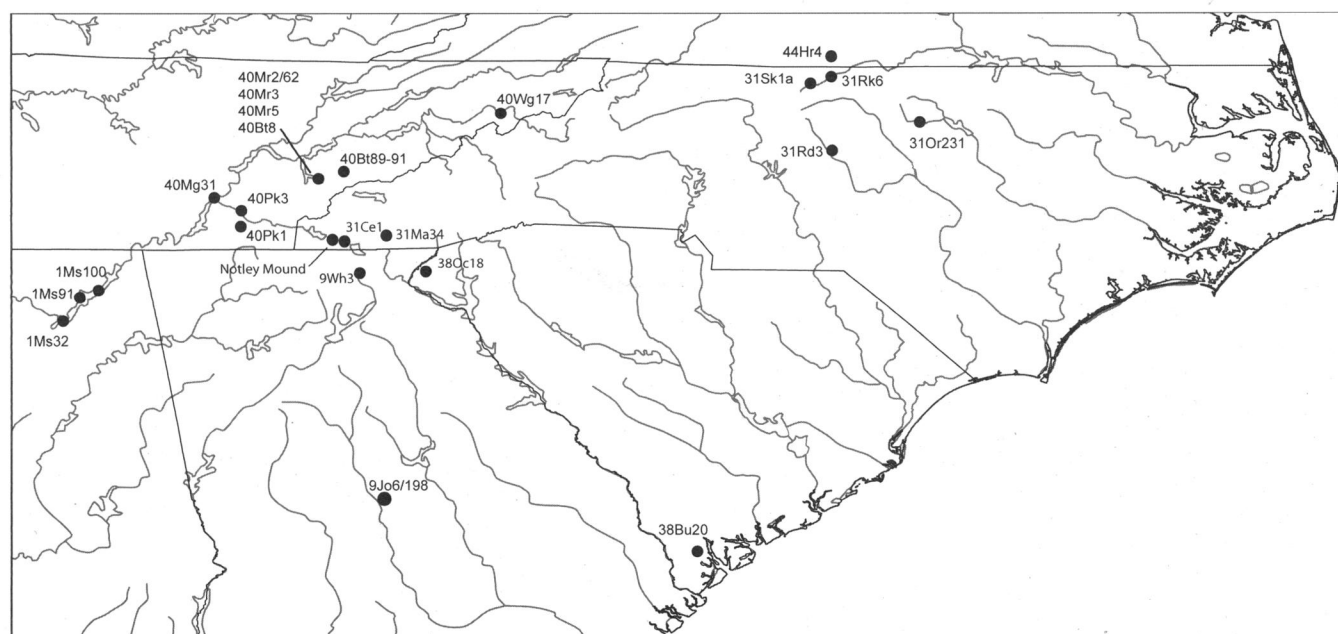 44Hr4
40Mr2/62
40Mr3
40Mr5
40Bt8
31Sk1a
31Rk6
40Wg17
31Or231
31Rd3
40Bt89-91
40Mg31
40Pk3
40Pk1
31Ce1
31Ma34
Notley Mound
38Oc18
9Wh3
1Ms100
1Ms91
1Ms32
9Jo6/198
38Bu20